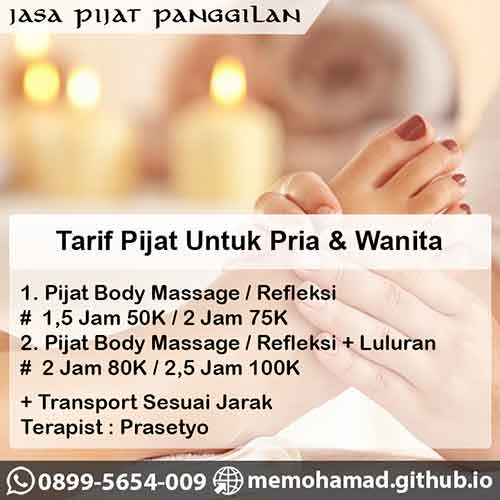 Jasa Pijat Panggilan
Tarif Pijat Untuk Pria & Wanita
1. Pijat Body Massage / Refleksi
# 1,5 Jam 50K / 2 Jam 75K
2. Pijat Body Massage / Refleksi + Luluran
# 2 Jam 80K / 2,5 Jam 100K
+ Transport Sesuai Jarak
Terapist : Prasetyo
0899-5654-009 memohamad.github.io